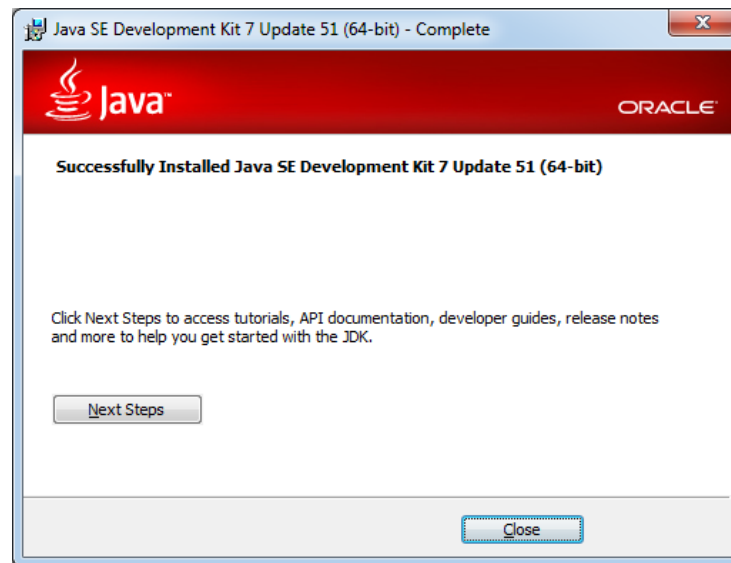 Java SE Development Kit 7 Update 51 (64-bit) - Complete
Java™
ORACLE®
Successfully Installed Java SE Development Kit 7 Update 51 (64-bit)
Click Next Steps to access tutorials, API documentation, developer guides, release notes
and more to help you get started with the JDK.
Next Steps
Close